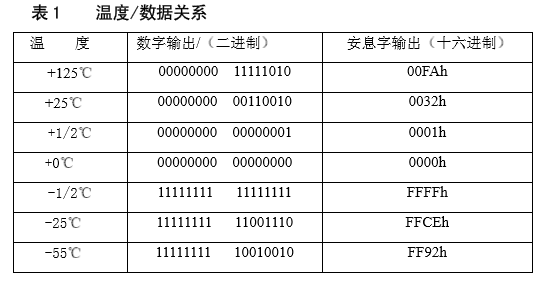 表1 温度/数据关系
温 度 数字输出/（二进制） 安息字输出（十六进制）
+125℃ 00000000 11111010 00FAh
+25℃ 00000000 00110010 0032h
+1/2℃ 00000000 00000001 0001h
+0℃ 00000000 00000000 0000h
-1/2℃ 11111111 11111111 FFFFh
-25℃ 11111111 11001110 FFCEh
-55℃ 11111111 10010010 FF92h